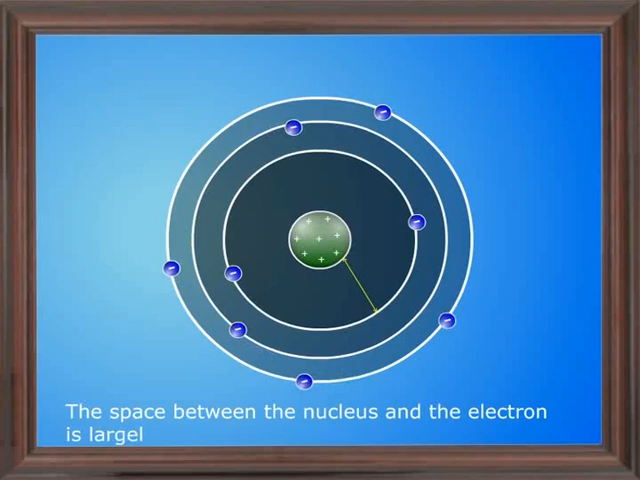 The space between the nucleus and the electron
is largel